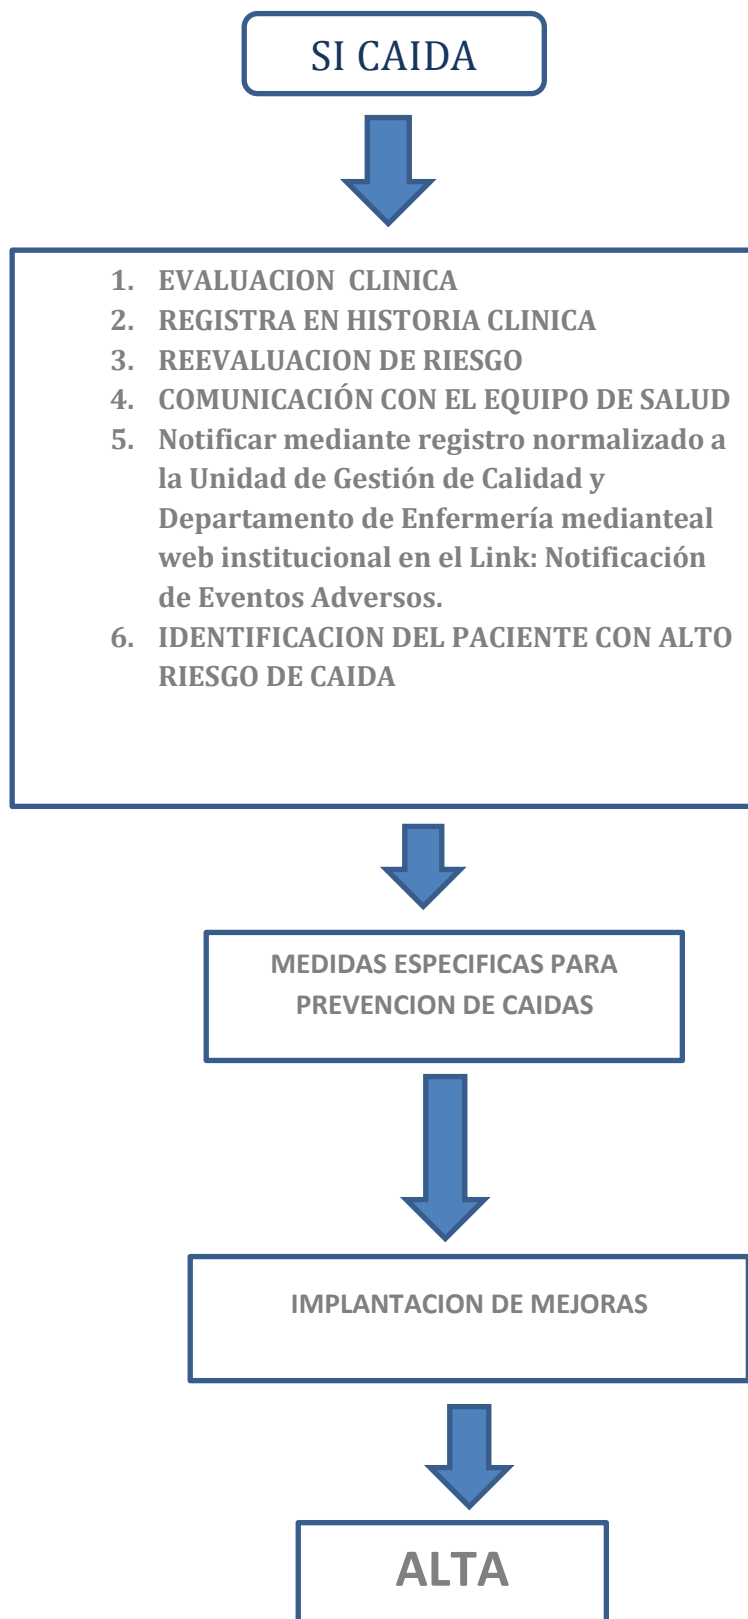 SI CAIDA
1. EVALUACION CLINICA
2. REGISTRA EN HISTORIA CLINICA
3. REEVALUACION DE RIESGO
4. COMUNICACIÓN CON EL EQUIPO DE SALUD
5. Notificar mediante registro normalizado a
la Unidad de Gestión de Calidad y
Departamento de Enfermería medianteal
web institucional en el Link: Notificación
de Eventos Adversos.
6. IDENTIFICACION DEL PACIENTE CON ALTO
RIESGO DE CAIDA
MEDIDAS ESPECIFICAS PARA
PREVENCION DE CAIDAS
IMPLANTACION DE MEJORAS
ALTA